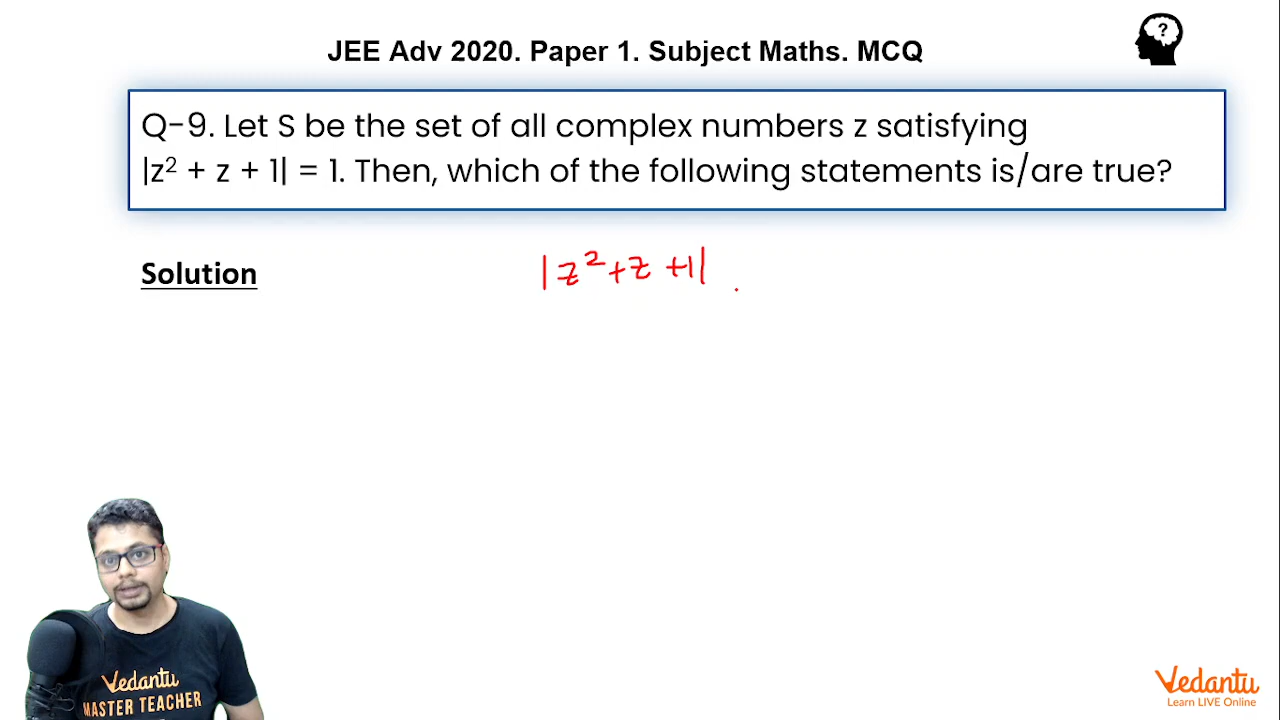 JEE Adv 2020. Paper 1. Subject Maths. MCQ
?
Q-9. Let S be the set of all complex numbers z satisfying
|z² + z + 1| = 1. Then, which of the following statements is/are true?
Solution
|z²+z+1|
Vedantu
MASTER TEACHER
Vedantu
Learn LIVE Online